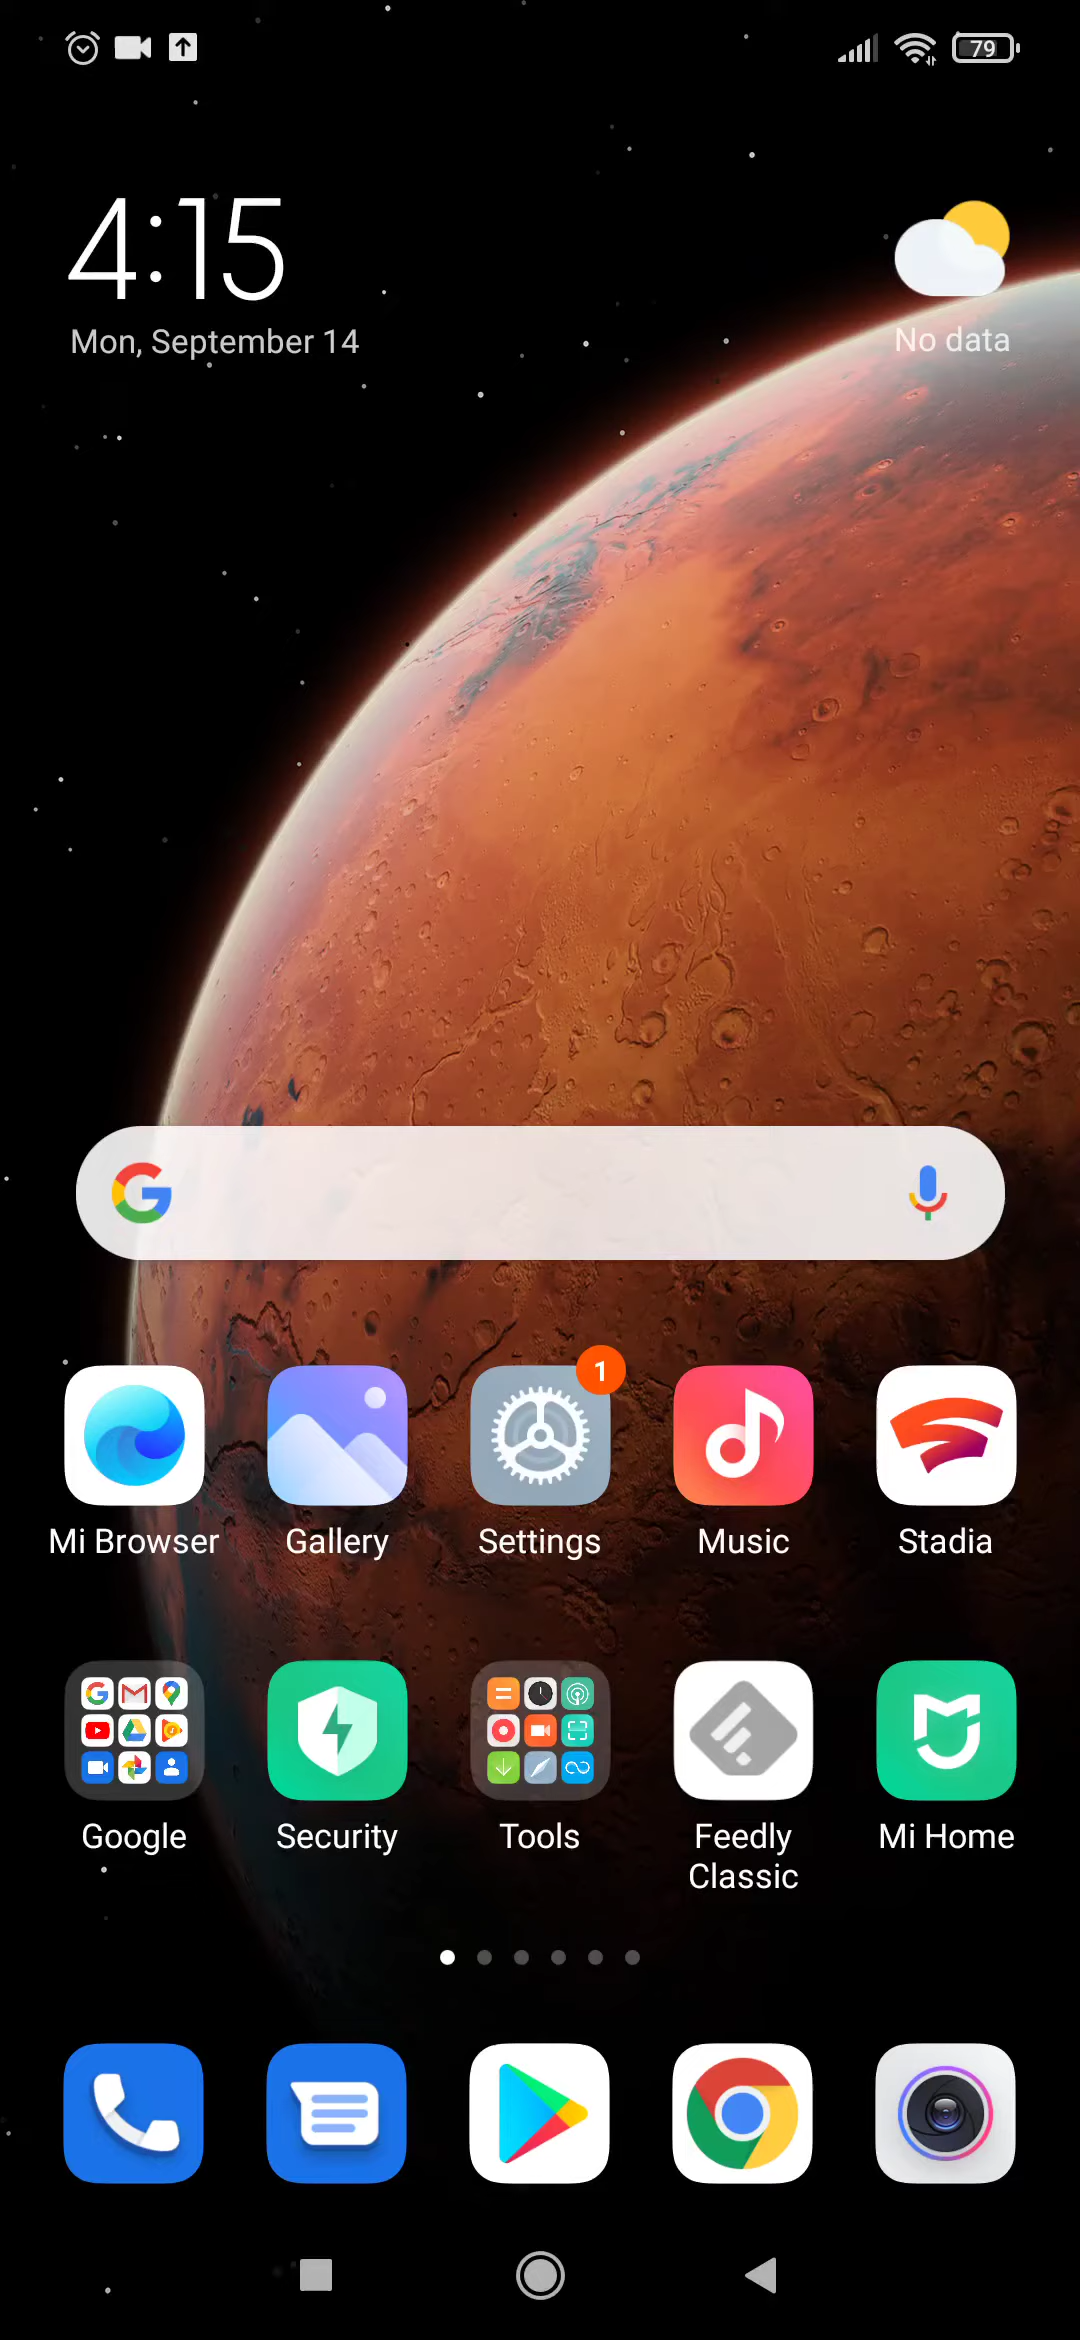 79
4:15
Mon, September 14
No data
1
Mi Browser
Gallery
Settings
Music
Stadia
Google
Security
Tools
Feedly
Classic
Mi Home